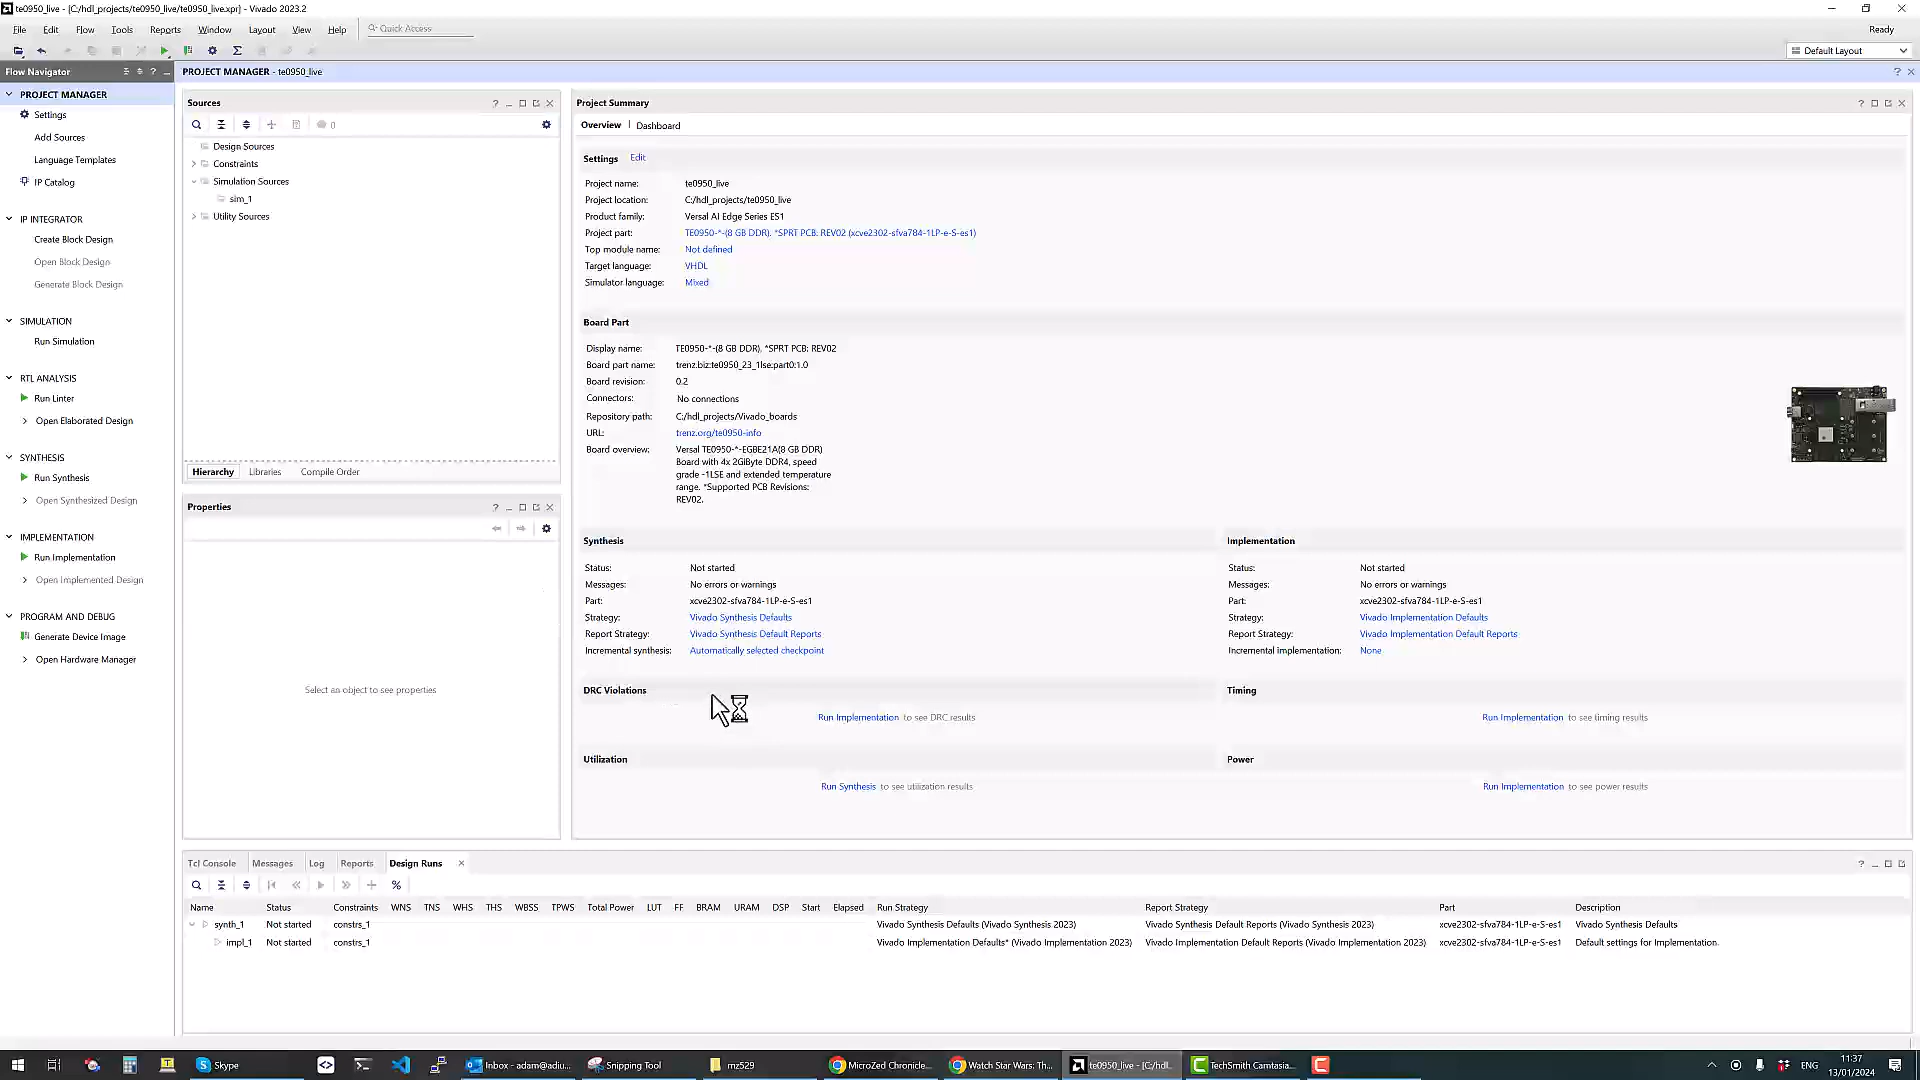 te0950_live - [C:/hdl_projects/te0950_live/te0950_live.xpr] - Vivado 2023.2
File Edit Flow Tools Reports Window Layout View Help Quick Access
Ready
Default Layout
Flow Navigator
PROJECT MANAGER - te0950_live
PROJECT MANAGER
Settings
Add Sources
Language Templates
IP Catalog
IP INTEGRATOR
Create Block Design
Open Block Design
Generate Block Design
SIMULATION
Run Simulation
RTL ANALYSIS
Run Linter
Open Elaborated Design
SYNTHESIS
Run Synthesis
Open Synthesized Design
IMPLEMENTATION
Run Implementation
Open Implemented Design
PROGRAM AND DEBUG
Generate Device Image
Open Hardware Manager
Sources
0
Design Sources
Constraints
Simulation Sources
sim_1
Utility Sources
Hierarchy Libraries Compile Order
Properties
Select an object to see properties
Project Summary
Overview | Dashboard
Settings Edit
Project name: te0950_live
Project location: C:/hdl_projects/te0950_live
Product family: Versal AI Edge Series ES1
Project part: TE0950-*-(8 GB DDR). *SPRT PCB: REV02 (xcve2302-sfva784-1LP-e-S-es1)
Top module name: Not defined
Target language: VHDL
Simulator language: Mixed
Board Part
Display name: TE0950-*-(8 GB DDR). *SPRT PCB: REV02
Board part name: trenz.biz:te0950_23_1lse:part0:1.0
Board revision: 0.2
Connectors: No connections
Repository path: C:/hdl_projects/Vivado_boards
URL: trenz.org/te0950-info
Board overview: Versal TE0950-*-EGBE21A(8 GB DDR)
Board with 4x 2GiByte DDR4, speed
grade -1LSE and extended temperature
range. *Supported PCB Revisions:
REV02.
Synthesis
Status: Not started
Messages: No errors or warnings
Part: xcve2302-sfva784-1LP-e-S-es1
Strategy: Vivado Synthesis Defaults
Report Strategy: Vivado Synthesis Default Reports
Incremental synthesis: Automatically selected checkpoint
Implementation
Status: Not started
Messages: No errors or warnings
Part: xcve2302-sfva784-1LP-e-S-es1
Strategy: Vivado Implementation Defaults
Report Strategy: Vivado Implementation Default Reports
Incremental implementation: None
DRC Violations
Run Implementation to see DRC results
Timing
Run Implementation to see timing results
Utilization
Run Synthesis to see utilization results
Power
Run Implementation to see power results
Tcl Console Messages Log Reports Design Runs
Name Status Constraints WNS TNS WHS THS WBSS TPWS Total Power LUT FF BRAM URAM DSP Start Elapsed Run Strategy Report Strategy Part Description
synth_1 Not started constrs_1 Vivado Synthesis Defaults (Vivado Synthesis 2023) Vivado Synthesis Default Reports (Vivado Synthesis 2023) xcve2302-sfva784-1LP-e-S-es1 Vivado Synthesis Defaults
impl_1 Not started constrs_1 Vivado Implementation Defaults* (Vivado Implementation 2023) Vivado Implementation Default Reports (Vivado Implementation 2023) xcve2302-sfva784-1LP-e-S-es1 Default settings for Implementation.
Skype Inbox - adam@adiu... Snipping Tool mz529 MicroZed Chronicle... Watch Star Wars: Th... te0950_live - [C:/hdl... TechSmith Camtasia... ENG
11:37
13/01/2024